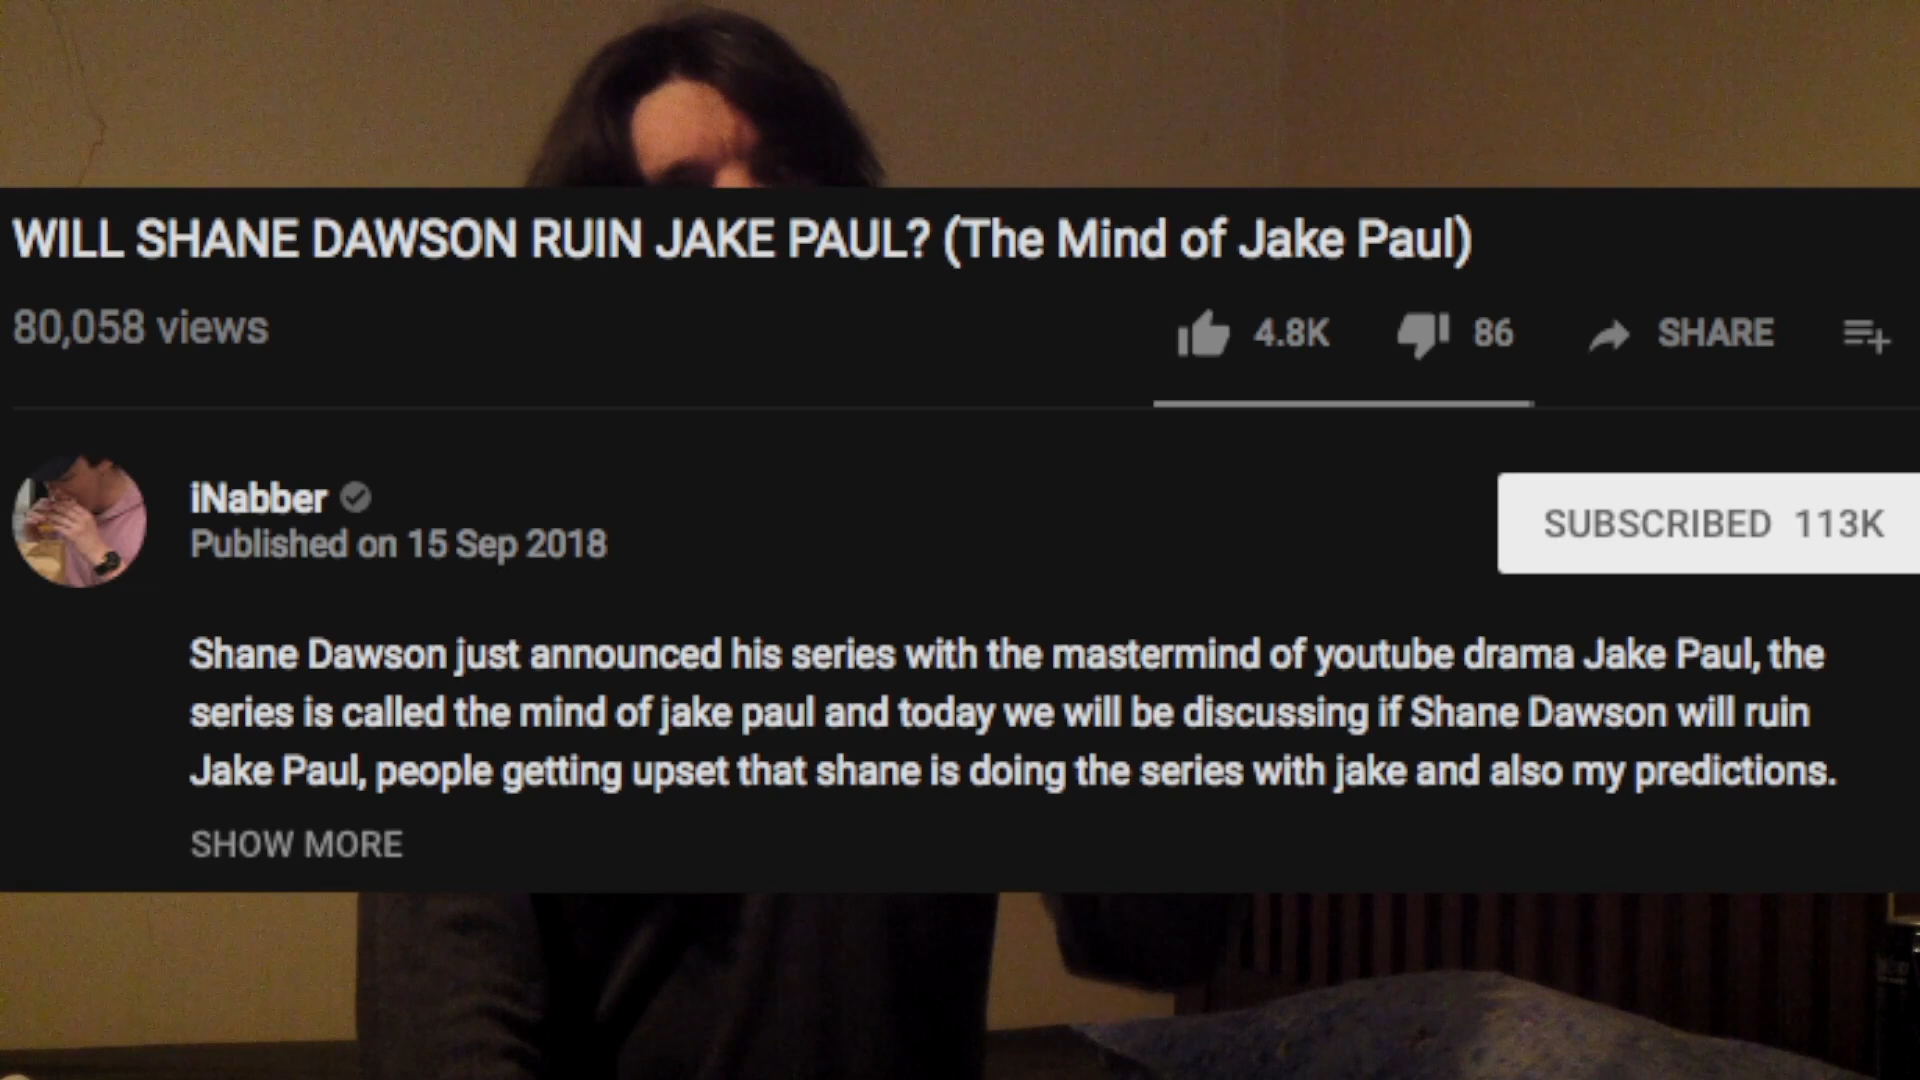 WILL SHANE DAWSON RUIN JAKE PAUL? (The Mind of Jake Paul)
80,058 views
4.8K 86 SHARE
iNabber
Published on 15 Sep 2018
SUBSCRIBED 113K
Shane Dawson just announced his series with the mastermind of youtube drama Jake Paul, the
series is called the mind of jake paul and today we will be discussing if Shane Dawson will ruin
Jake Paul, people getting upset that shane is doing the series with jake and also my predictions.
SHOW MORE